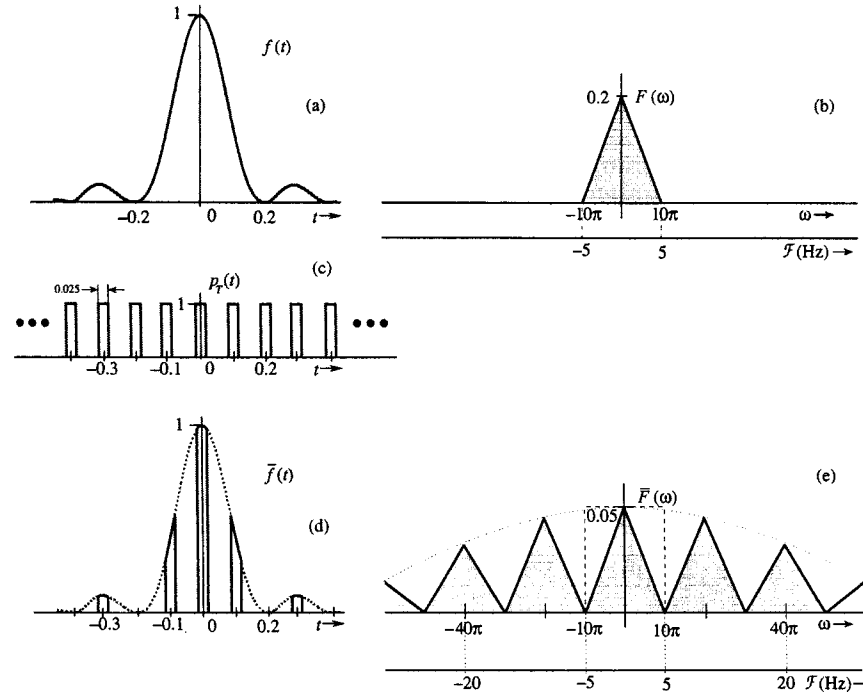 1
f(t)
(a)
−0.2 0 0.2 t→
0.2 F(ω)
(b)
−10π 10π ω→
−5 5 ℱ(Hz)→
(c)
0.025
1 p_T(t)
−0.3 −0.1 0 0.2 t→
1
f̄(t)
(d)
−0.3 −0.1 0 0.2 t→
(e)
F̄(ω)
0.05
−40π −10π 10π 40π ω→
−20 −5 5 20 ℱ(Hz)→